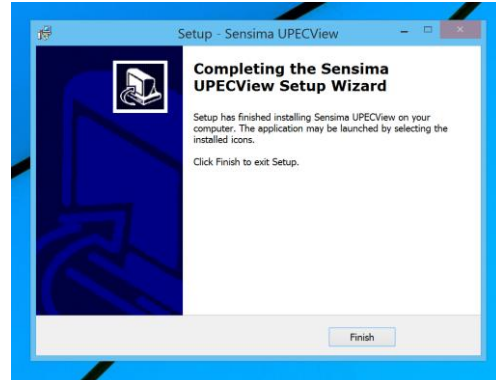 Setup - Sensima UPECView
Completing the Sensima
UPECView Setup Wizard
Setup has finished installing Sensima UPECView on your
computer. The application may be launched by selecting the
installed icons.
Click Finish to exit Setup.
Finish